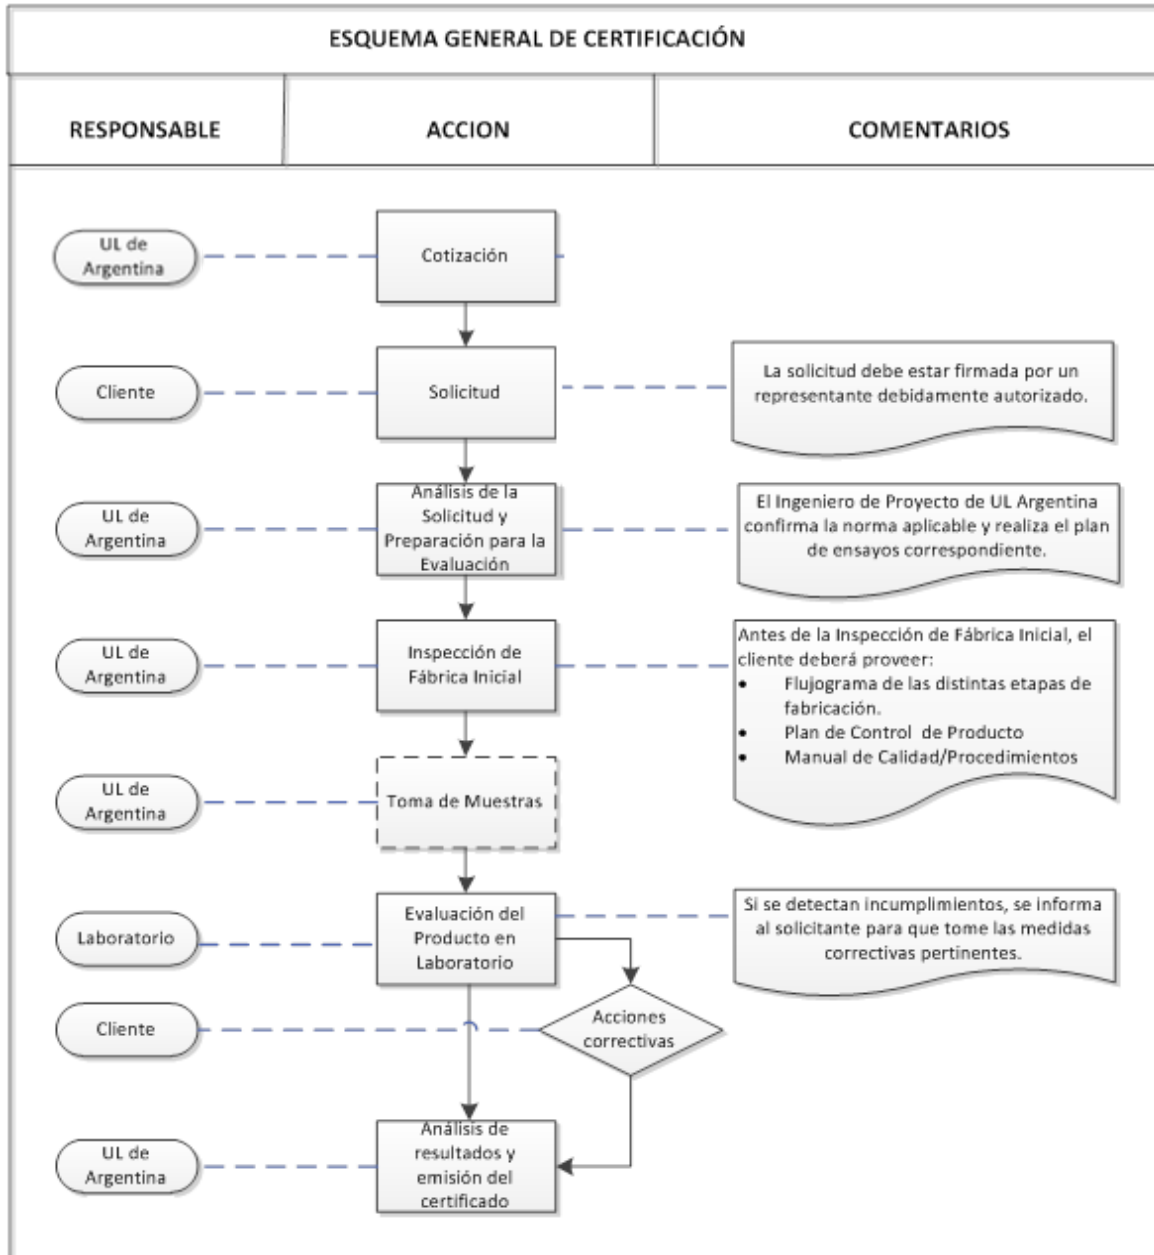 ESQUEMA GENERAL DE CERTIFICACIÓN
RESPONSABLE
ACCION
COMENTARIOS
UL de
Argentina
Cotización
Cliente
Solicitud
La solicitud debe estar firmada por un
representante debidamente autorizado.
UL de
Argentina
Análisis de la
Solicitud y
Preparación para la
Evaluación
El Ingeniero de Proyecto de UL Argentina
confirma la norma aplicable y realiza el plan
de ensayos correspondiente.
UL de
Argentina
Inspección de
Fábrica Inicial
Antes de la Inspección de Fábrica Inicial, el
cliente deberá proveer:
• Flujograma de las distintas etapas de
fabricación.
• Plan de Control de Producto
• Manual de Calidad/Procedimientos
UL de
Argentina
Toma de Muestras
Laboratorio
Evaluación del
Producto en
Laboratorio
Si se detectan incumplimientos, se informa
al solicitante para que tome las medidas
correctivas pertinentes.
Cliente
Acciones
correctivas
UL de
Argentina
Análisis de
resultados y
emisión del
certificado